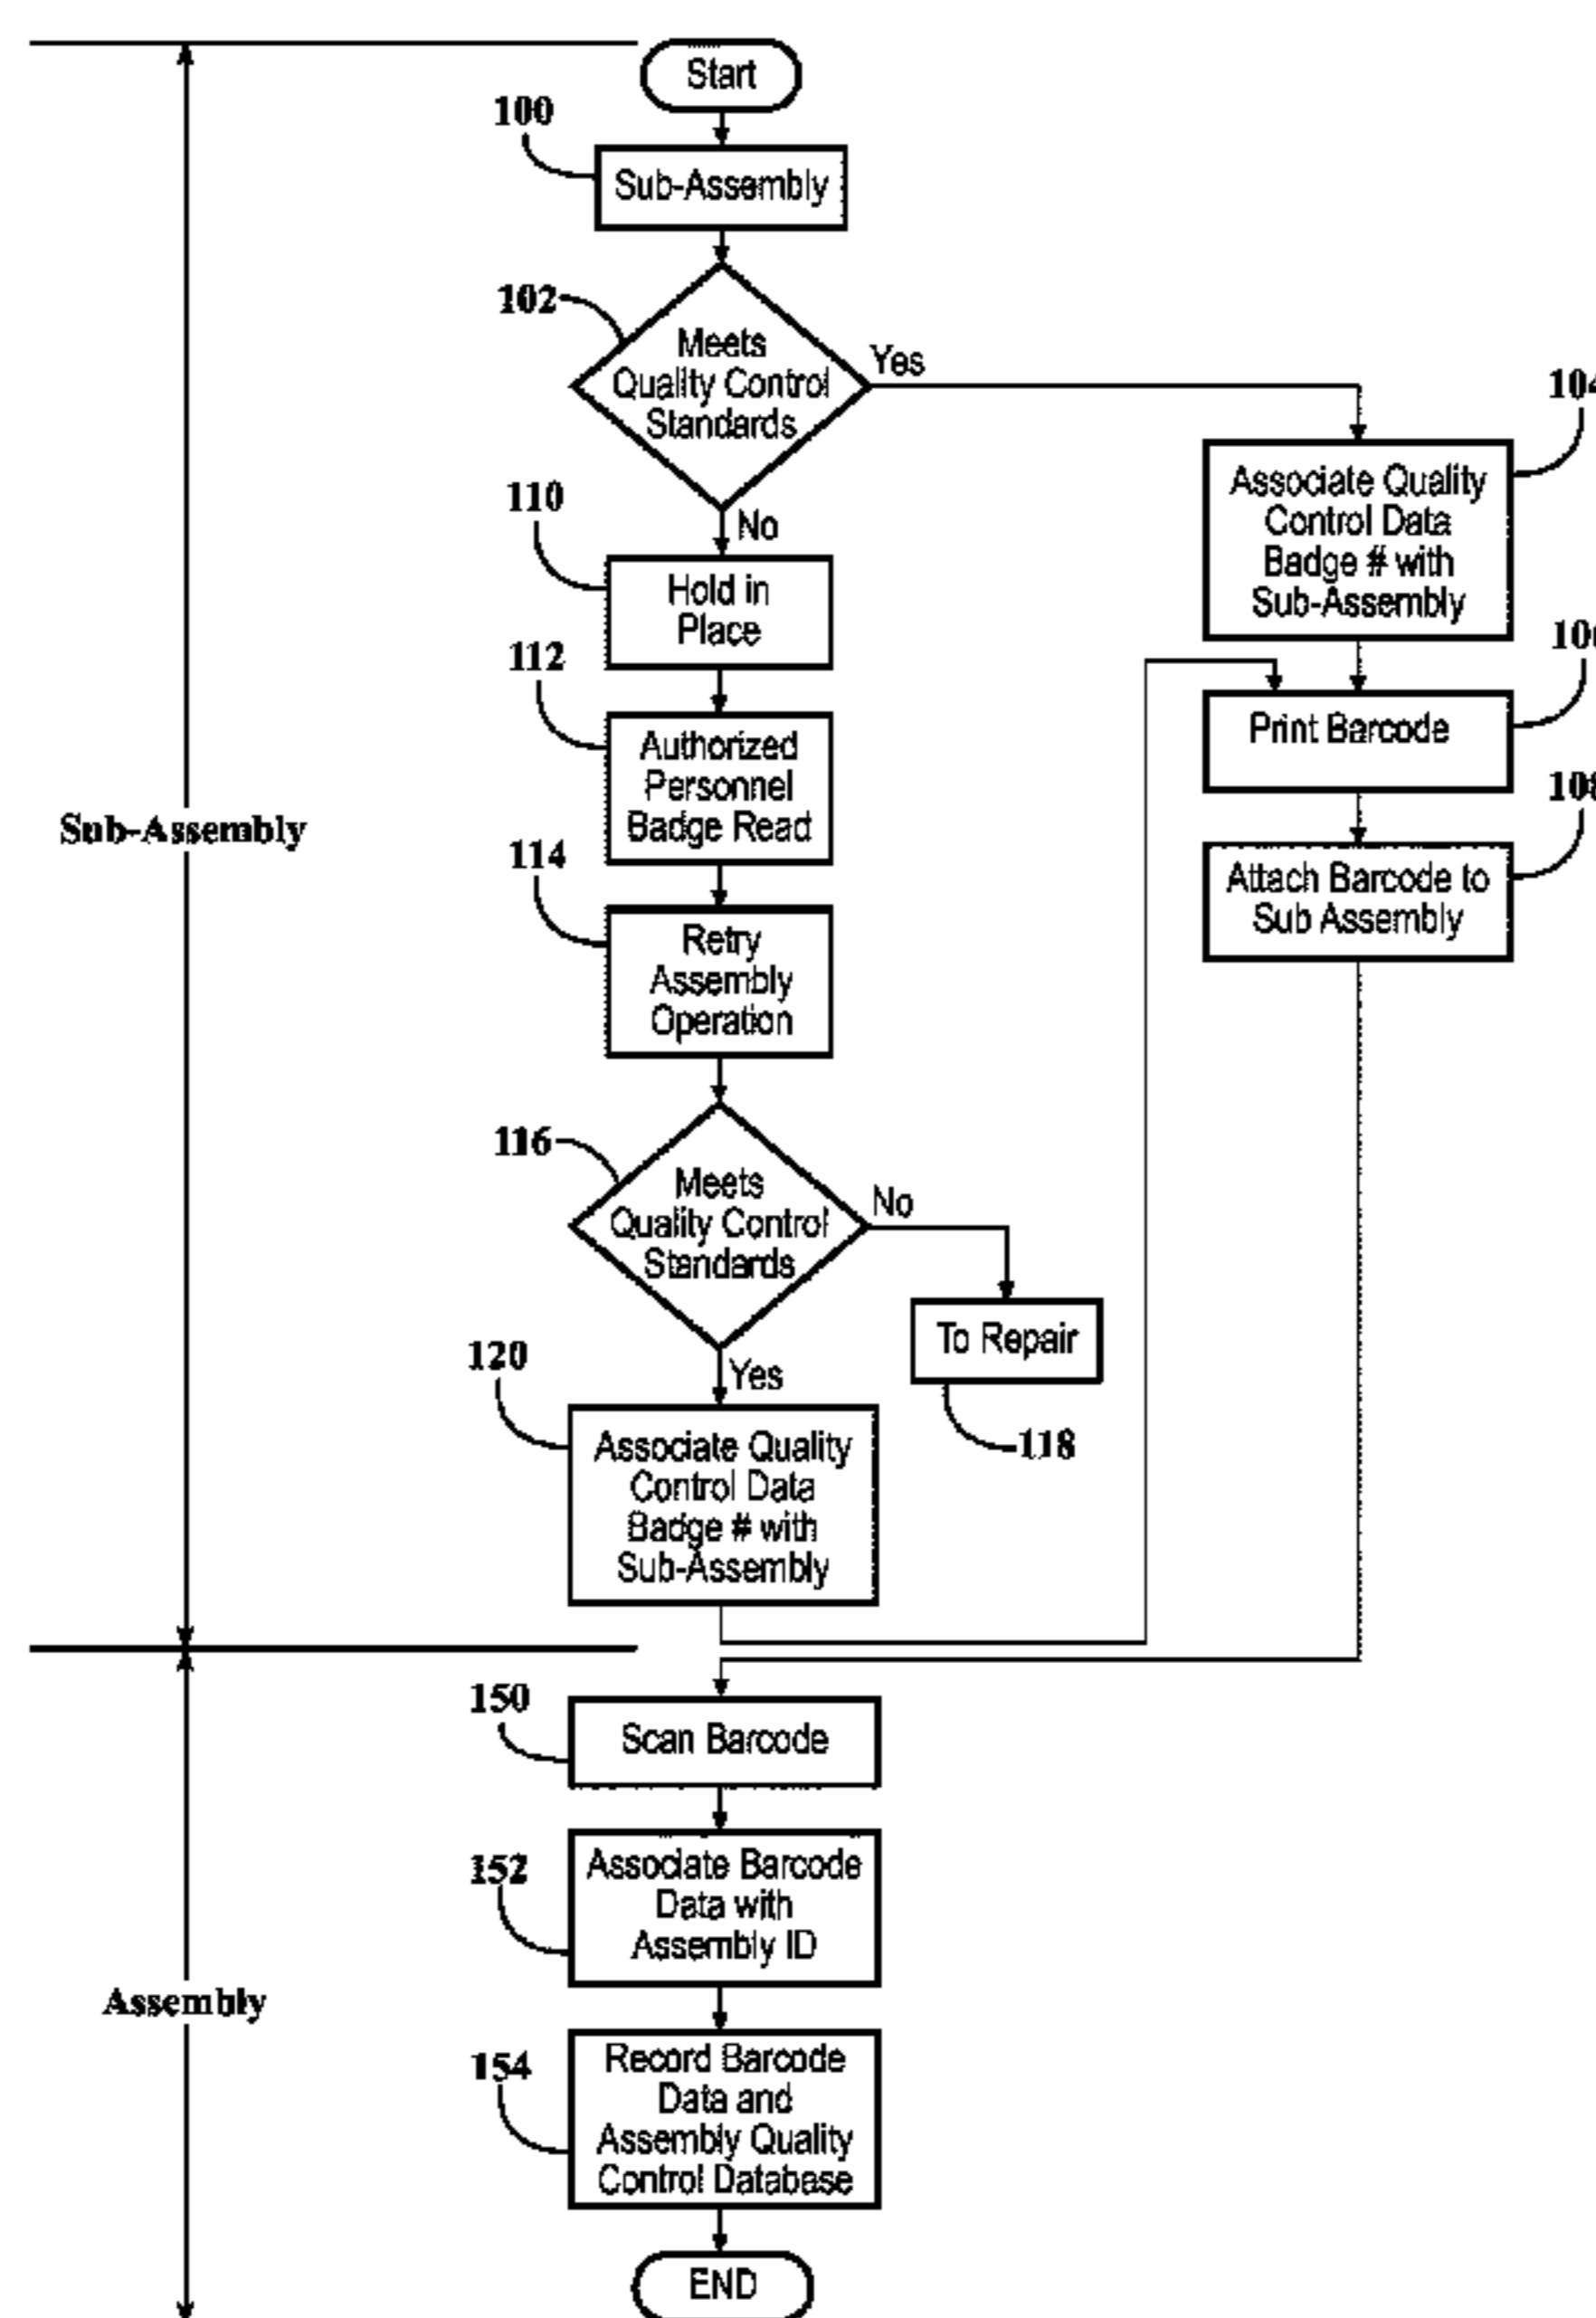 Start
100
Sub-Assembly
102
Meets
Quality Control
Standards
Yes
104
Associate Quality
Control Data
Badge # with
Sub-Assembly
No
110
Hold in
Place
112
Authorized
Personnel
Badge Read
Print Barcode
108
Attach Barcode to
Sub Assembly
Sub-Assembly
114
Retry
Assembly
Operation
116
Meets
Quality Control
Standards
No
To Repair
118
Yes
120
Associate Quality
Control Data
Badge # with
Sub-Assembly
150
Scan Barcode
152
Associate Barcode
Data with
Assembly ID
Assembly
154
Record Barcode
Data and
Assembly Quality
Control Database
END